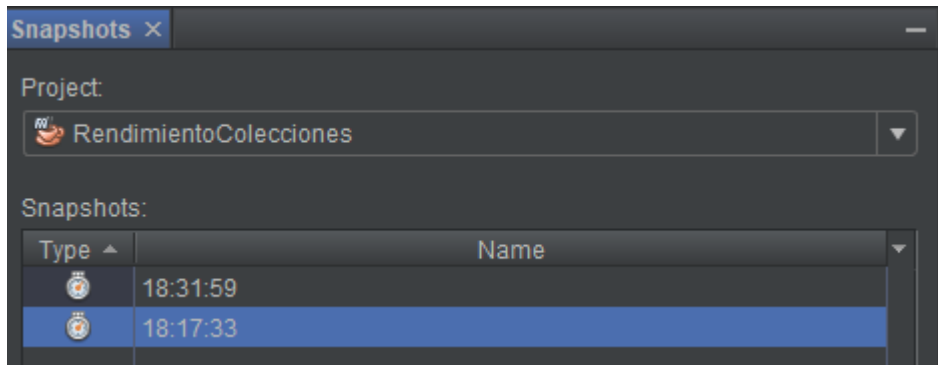 Snapshots
Project:
RendimientoColecciones
Snapshots:
Type Name
18:31:59
18:17:33